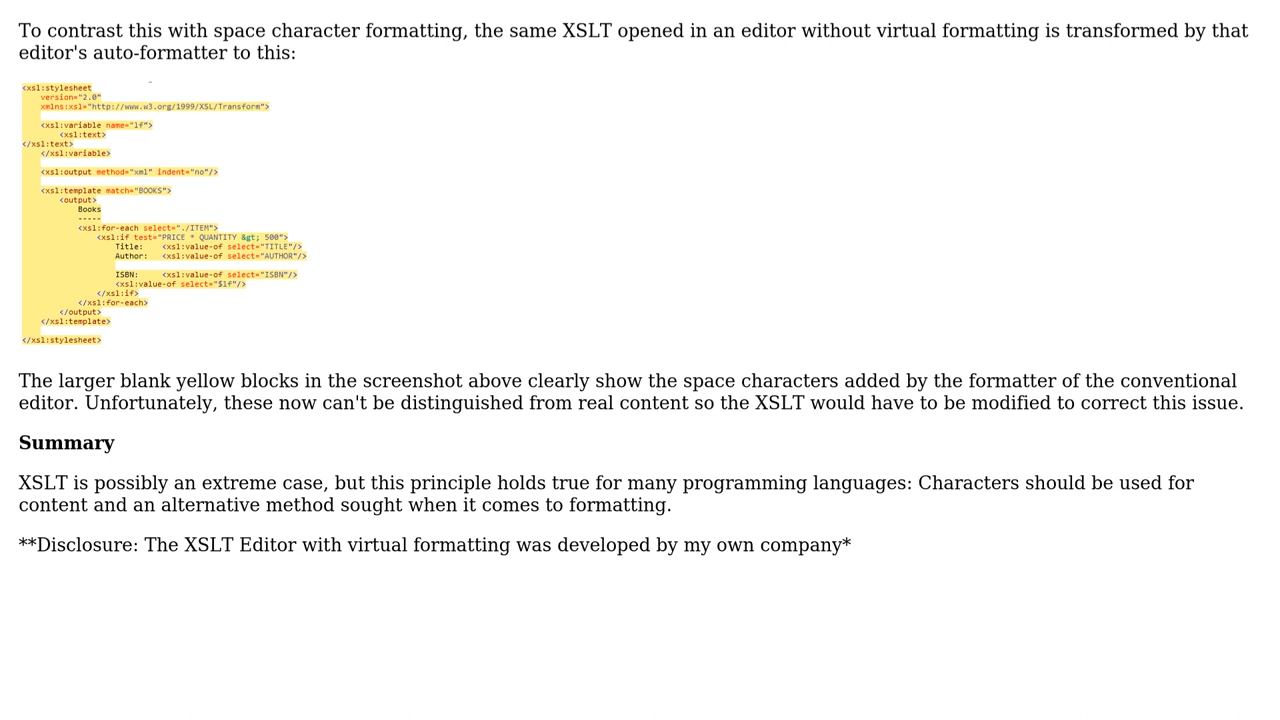 To contrast this with space character formatting, the same XSLT opened in an editor without virtual formatting is transformed by that
editor's auto-formatter to this:
<xsl:stylesheet
    version="2.0"
    xmlns:xsl="http://www.w3.org/1999/XSL/Transform">
    <xsl:variable name="lf">
        <xsl:text>
</xsl:text>
    </xsl:variable>
    <xsl:output method="xml" indent="no"/>
    <xsl:template match="BOOKS">
        <output>
            Books
            -----
            <xsl:for-each select="./ITEM">
                <xsl:if test="PRICE * QUANTITY &gt; 500">
                    Title:    <xsl:value-of select="TITLE"/>
                    Author:   <xsl:value-of select="AUTHOR"/>
                    ISBN:     <xsl:value-of select="ISBN"/>
                    <xsl:value-of select="$lf"/>
                </xsl:if>
            </xsl:for-each>
        </output>
    </xsl:template>
</xsl:stylesheet>
The larger blank yellow blocks in the screenshot above clearly show the space characters added by the formatter of the conventional
editor. Unfortunately, these now can't be distinguished from real content so the XSLT would have to be modified to correct this issue.
Summary
XSLT is possibly an extreme case, but this principle holds true for many programming languages: Characters should be used for
content and an alternative method sought when it comes to formatting.
**Disclosure: The XSLT Editor with virtual formatting was developed by my own company*